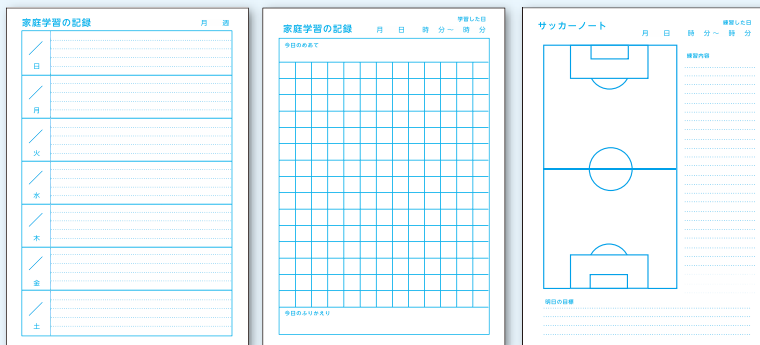 家庭学習の記録
月 週
／
日
／
月
／
火
／
水
／
木
／
金
／
土
学習した日
家庭学習の記録
月 日 時 分〜 時 分
今日のめあて
今日のふりかえり
練習した日
サッカーノート
月 日 時 分〜 時 分
練習内容
明日の目標